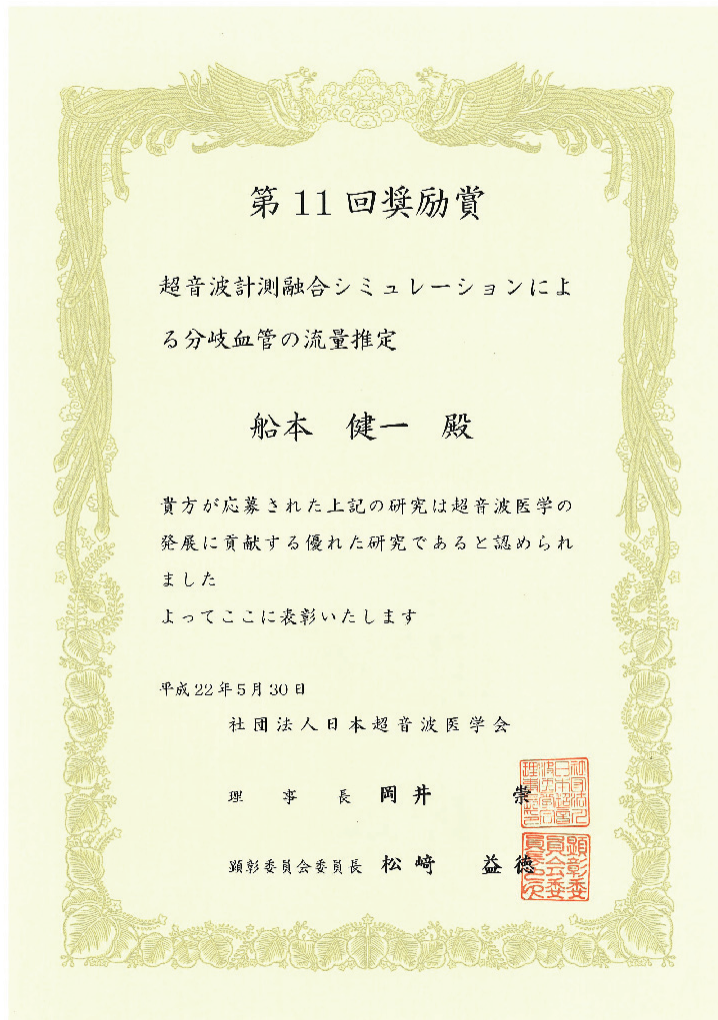 第11回奨励賞
超音波計測融合シミュレーションによ
る分岐血管の流量推定
船本 健一 殿
貴方が応募された上記の研究は超音波医学の
発展に貢献する優れた研究であると認められ
ました
よってここに表彰いたします
平成22年5月30日
社団法人日本超音波医学会
理事長 岡井 崇
顕彰委員会委員長 松﨑 益徳